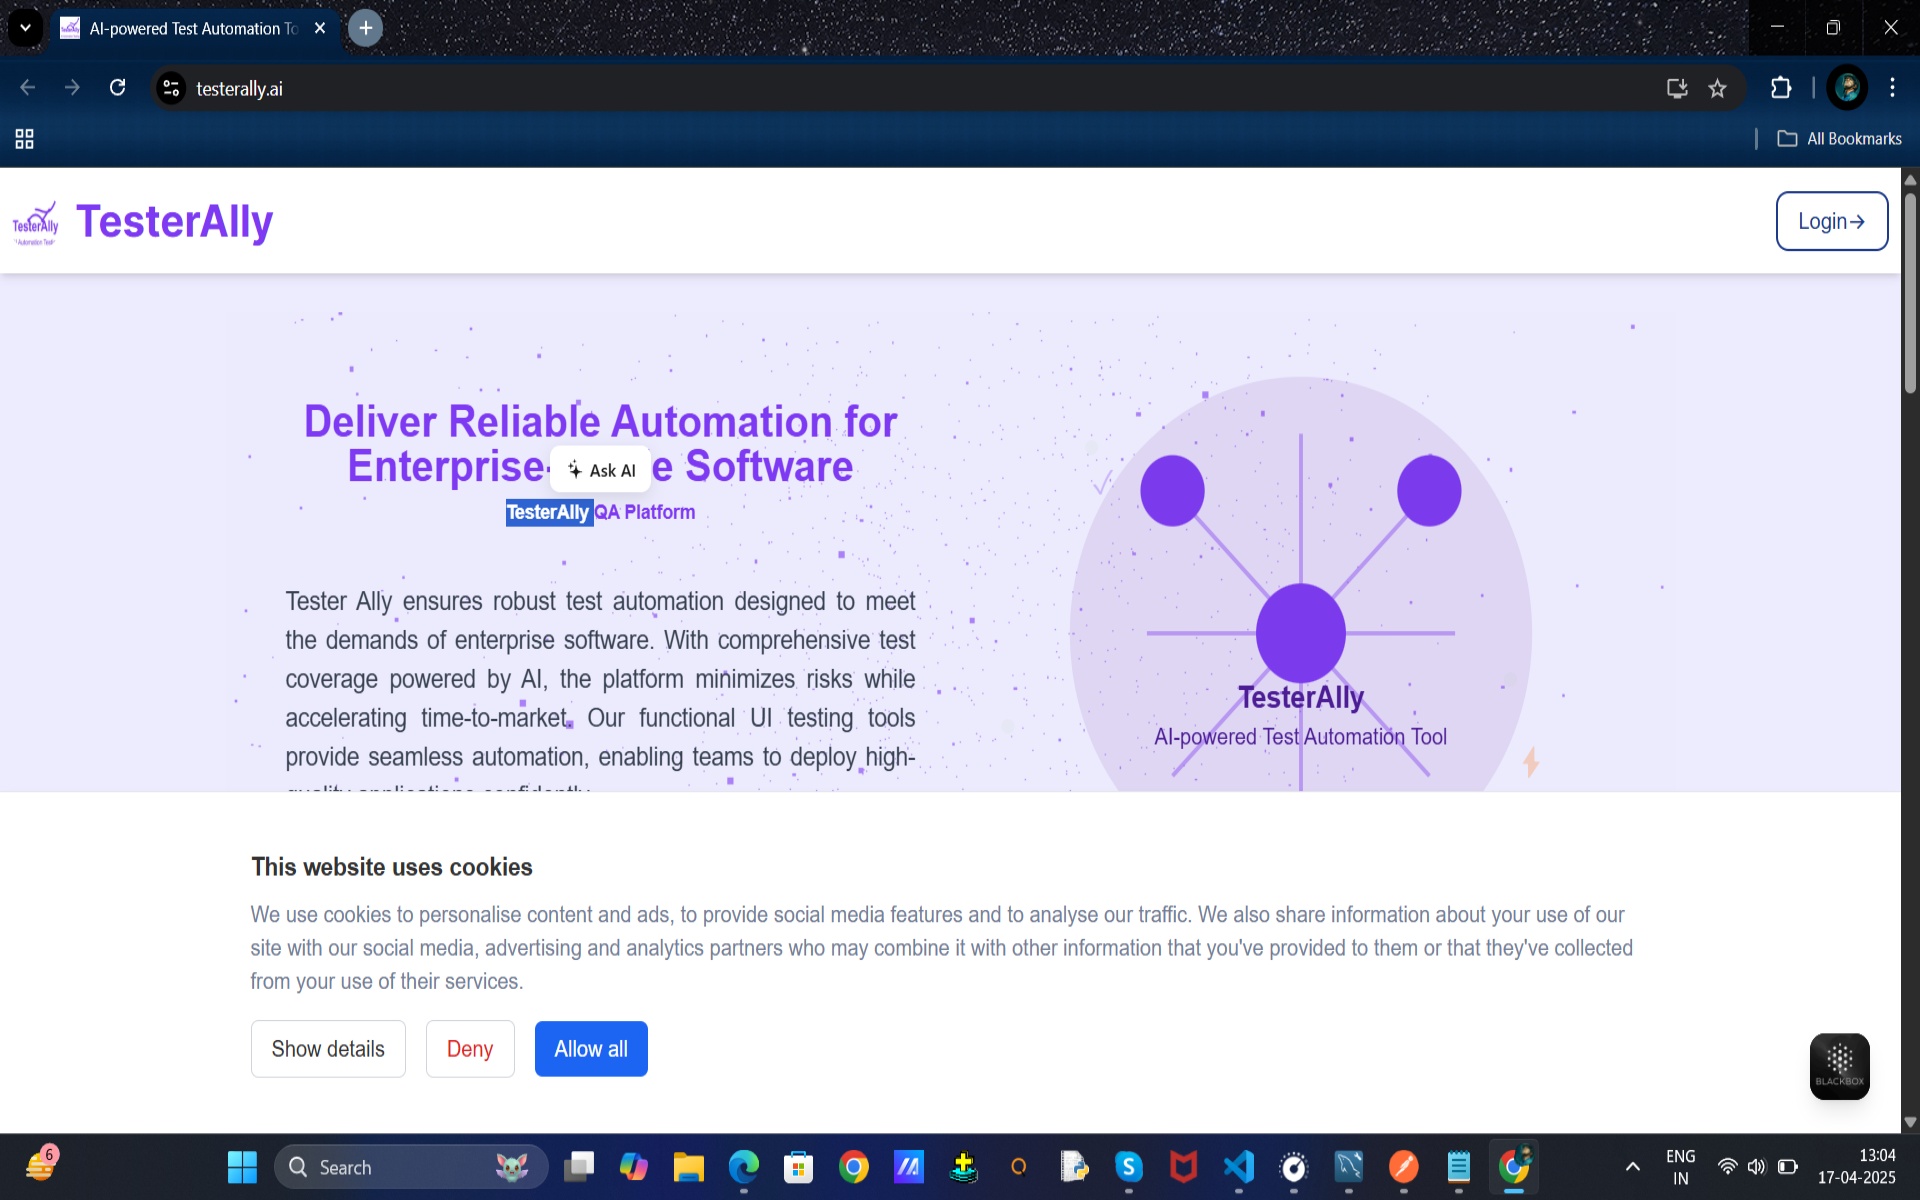 AI-powered Test Automation To
testerally.ai
All Bookmarks
TesterAlly
TesterAlly
Login→
Deliver Reliable Automation for
Enterprise- e Software
Ask AI
TesterAlly QA Platform
Tester Ally ensures robust test automation designed to meet
the demands of enterprise software. With comprehensive test
coverage powered by AI, the platform minimizes risks while
accelerating time-to-market. Our functional UI testing tools
provide seamless automation, enabling teams to deploy high-
quality applications confidently.
TesterAlly
AI-powered Test Automation Tool
This website uses cookies
We use cookies to personalise content and ads, to provide social media features and to analyse our traffic. We also share information about your use of our
site with our social media, advertising and analytics partners who may combine it with other information that you've provided to them or that they've collected
from your use of their services.
Show details
Deny
Allow all
BLACKBOX
6
Search
ENG
IN
13:04
17-04-2025